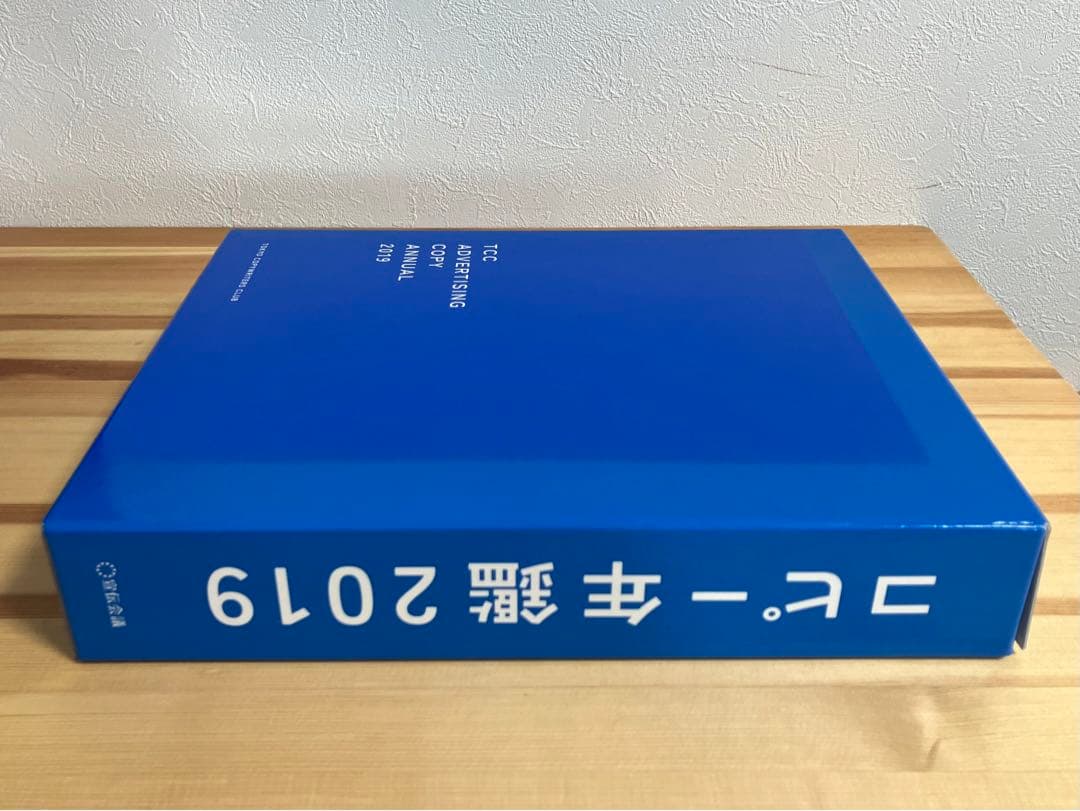 TCC
ADVERTISING
COPY
ANNUAL
2019
TOKYO COPYWRITERS CLUB
コピー年鑑2019
宣伝会議